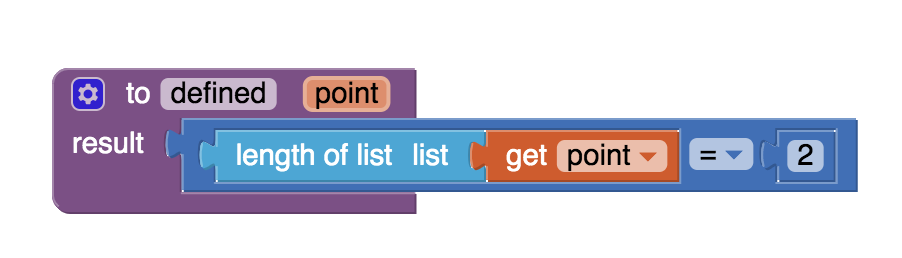 to defined point
result length of list list get point = 2